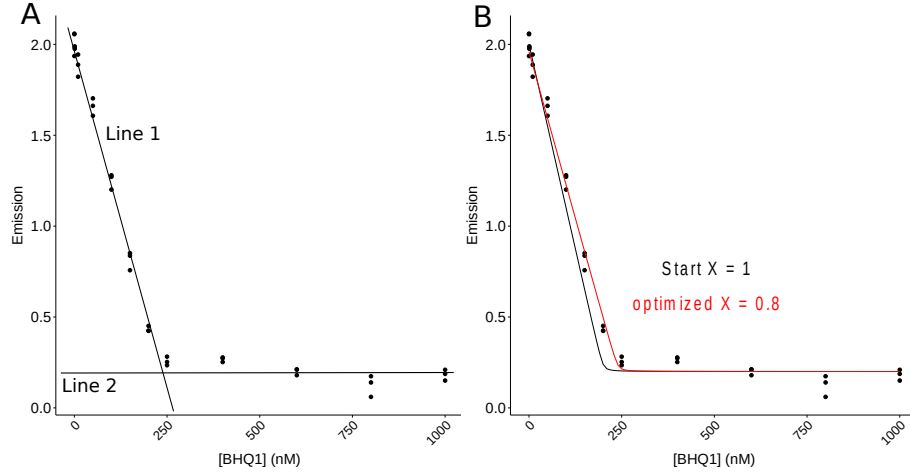 A
2.0
1.5
1.0
0.5
0.0
Emission
Line 1
Line 2
0
250
500
750
1000
[BHQ1] (nM)
B
2.0
1.5
1.0
0.5
0.0
Emission
Start X = 1
optimized X = 0.8
0
250
500
750
1000
[BHQ1] (nM)